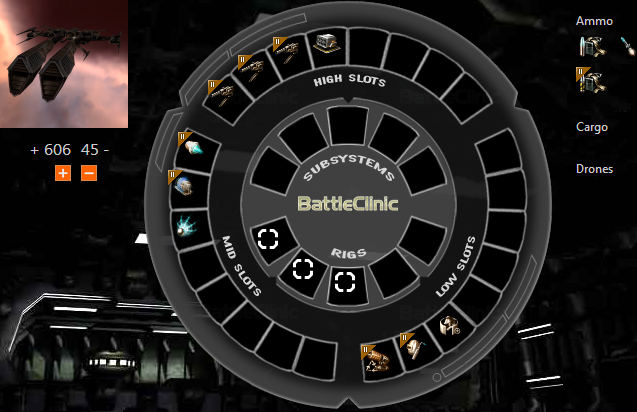 + 606 45 -
HIGH SLOTS
SUBSYSTEMS
BattleClinic
RIGS
MID SLOTS
LOW SLOTS
Ammo
Cargo
Drones